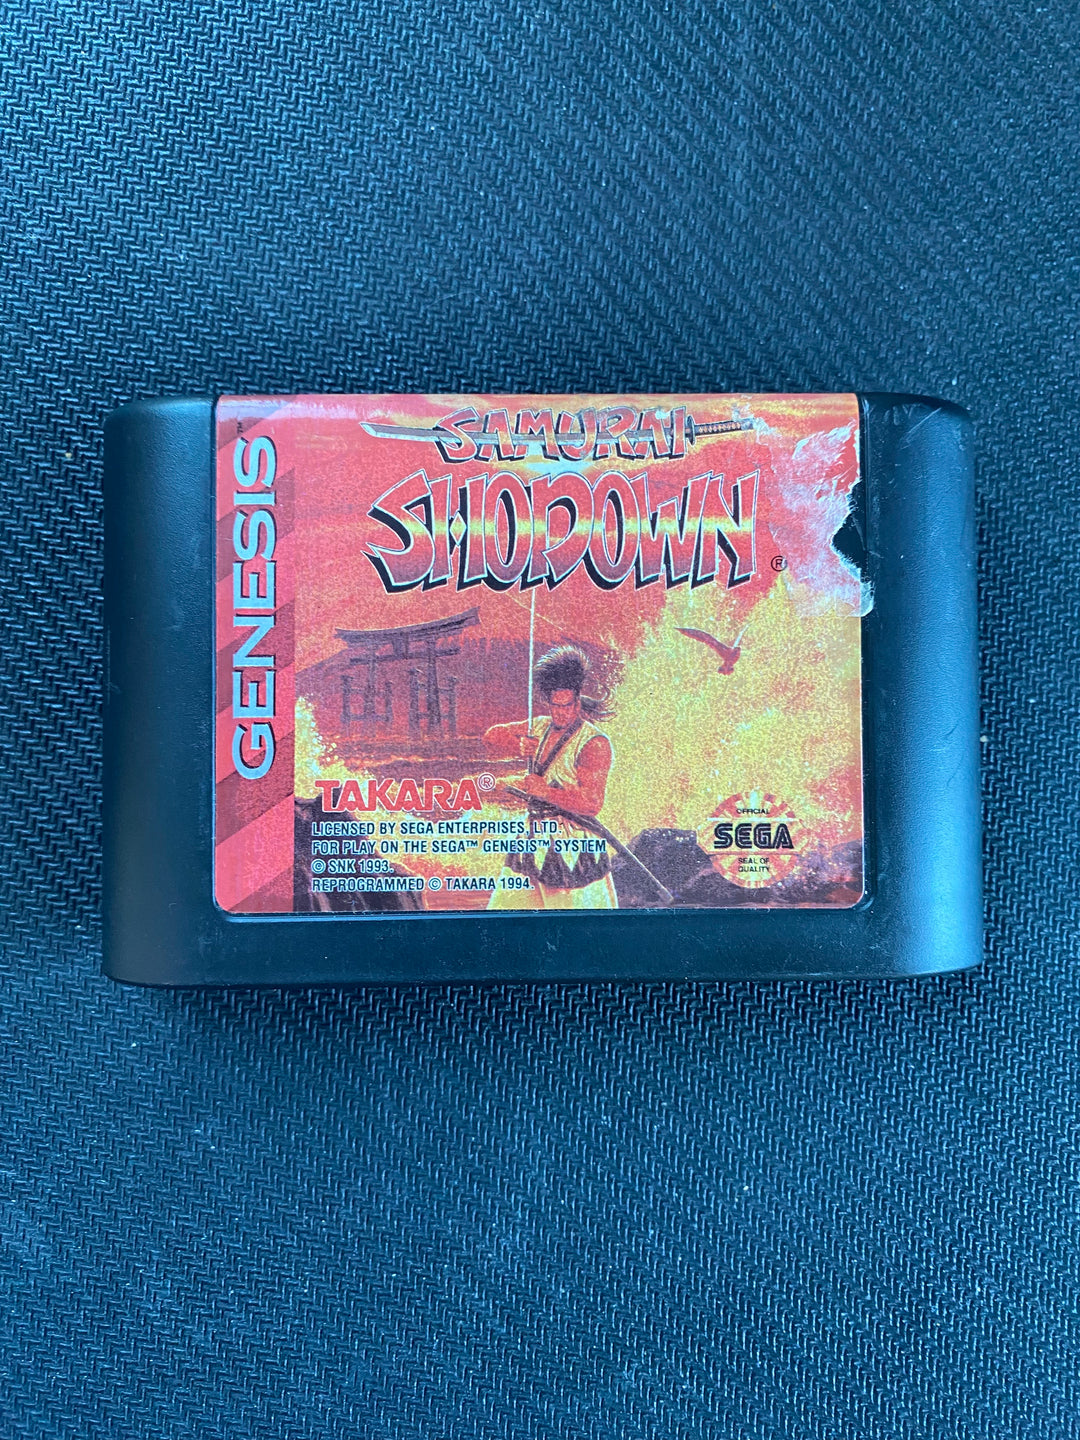 GENESIS™
SAMURAI
SHODOWN®
TAKARA®
LICENSED BY SEGA ENTERPRISES, LTD.
FOR PLAY ON THE SEGA™ GENESIS™ SYSTEM
© SNK 1993.
REPROGRAMMED © TAKARA 1994.
OFFICIAL
SEGA
SEAL OF
QUALITY